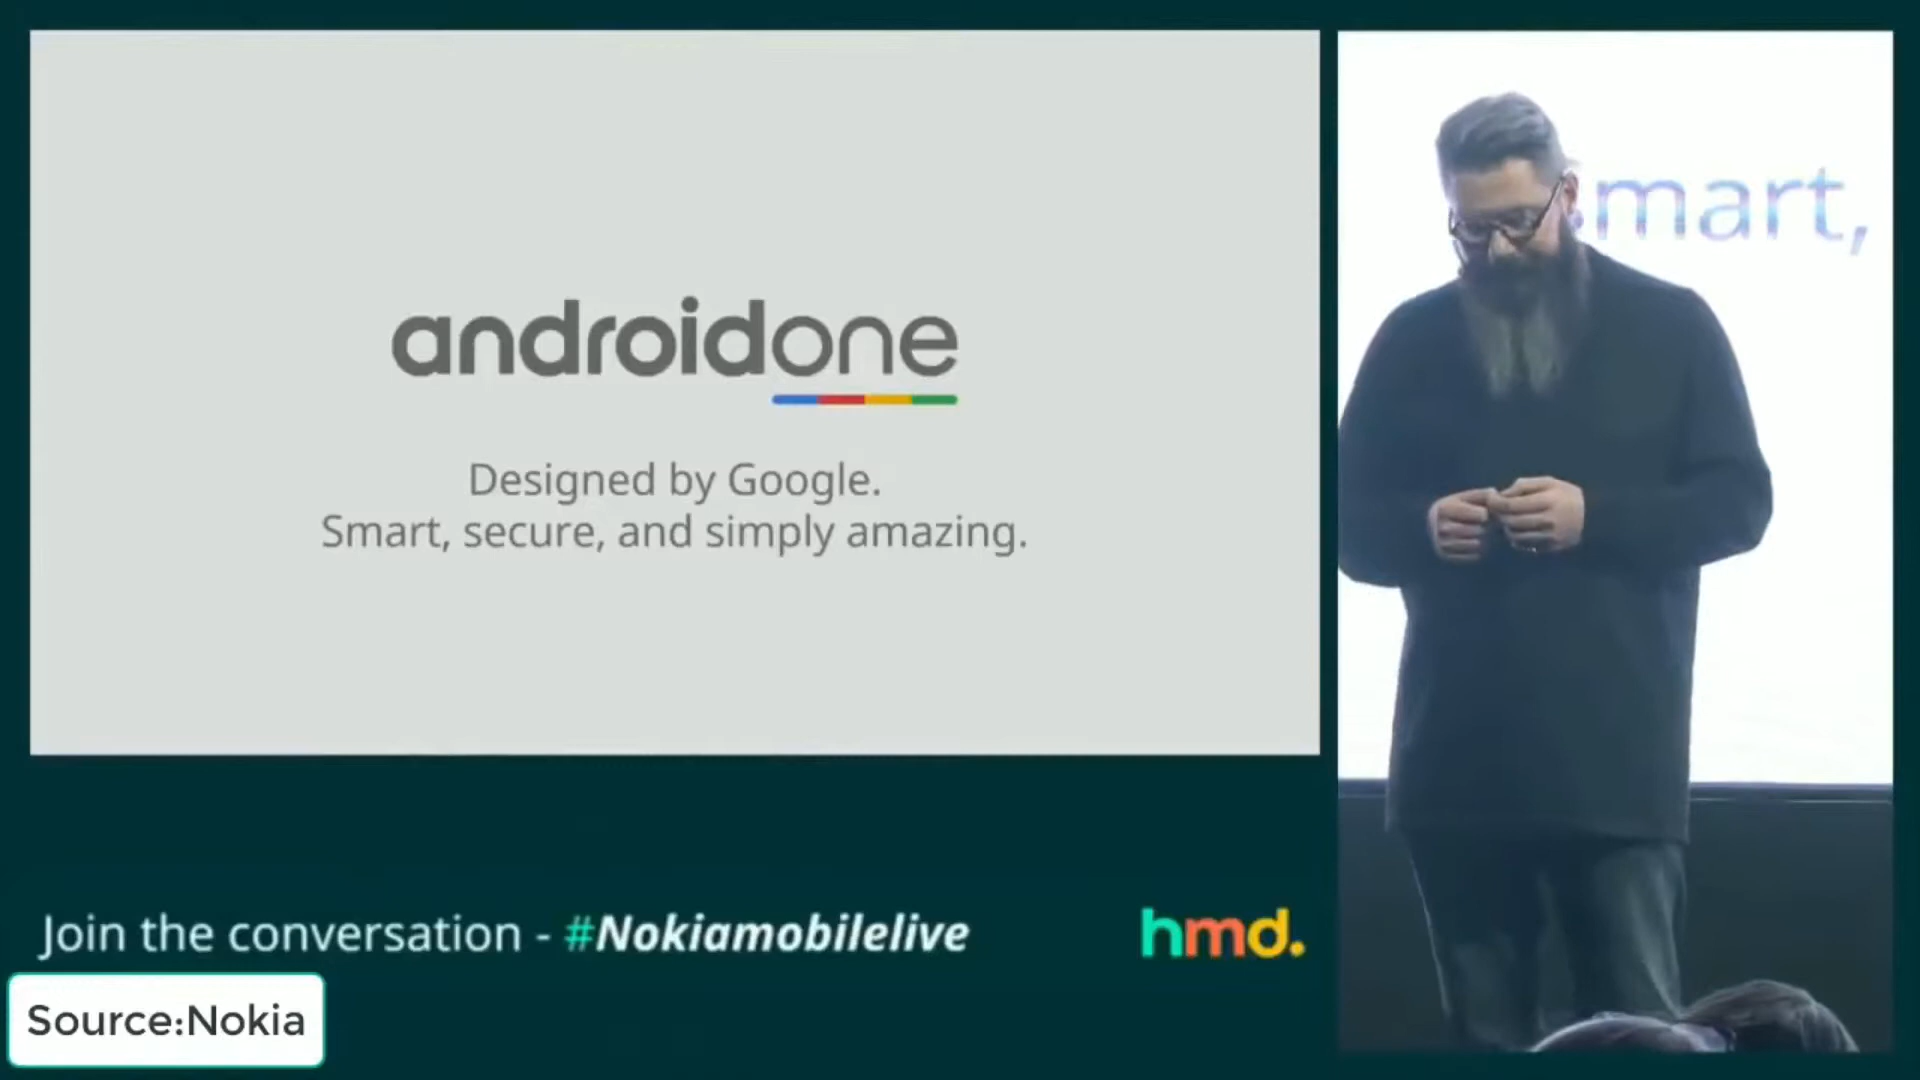 androidone
Designed by Google.
Smart, secure, and simply amazing.
mart,
Join the conversation - #Nokiamobilelive
hmd.
Source:Nokia